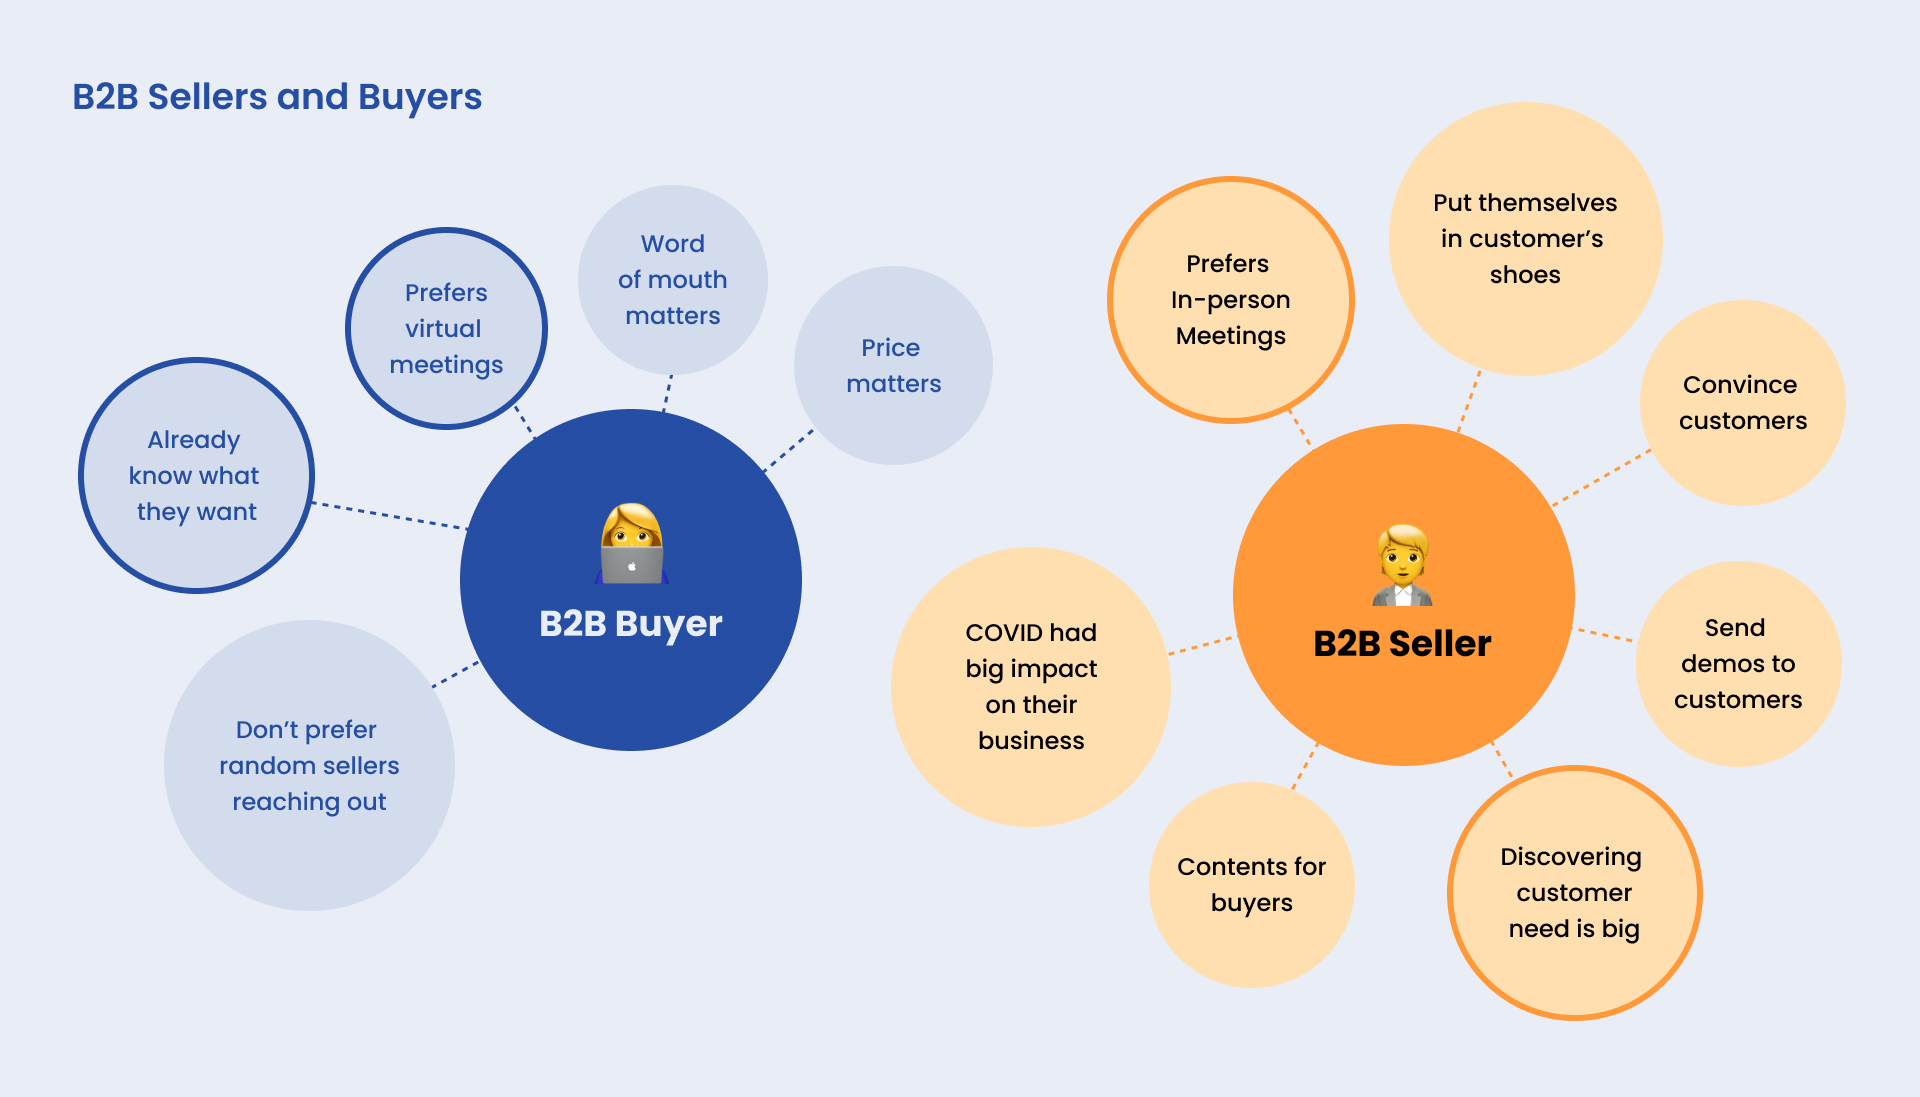 B2B Sellers and Buyers
Already
know what
they want
Prefers
virtual
meetings
Word
of mouth
matters
Price
matters
B2B Buyer
Don’t prefer
random sellers
reaching out
Prefers
In-person
Meetings
Put themselves
in customer’s
shoes
Convince
customers
B2B Seller
COVID had
big impact
on their
business
Send
demos to
customers
Contents for
buyers
Discovering
customer
need is big